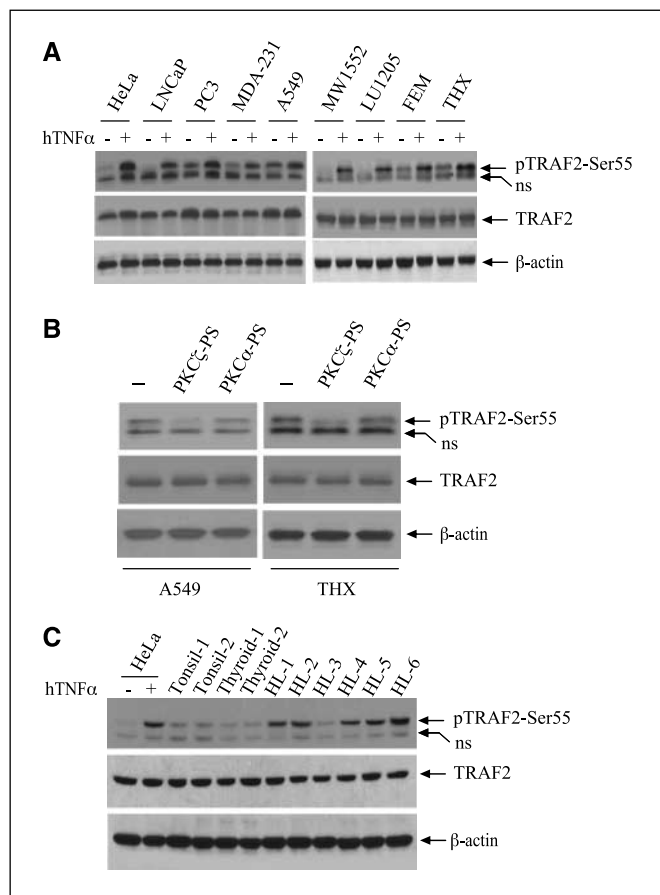 A
HeLa LNCaP PC3 MDA-231 A549 MW1552 LU1205 FEM THX
hTNFα - + - + - + - + - + - + - + - + - +
pTRAF2-Ser55
ns
TRAF2
β-actin
B
– PKCζ-PS PKCα-PS – PKCζ-PS PKCα-PS
pTRAF2-Ser55
ns
TRAF2
β-actin
A549 THX
C
HeLa Tonsil-1 Tonsil-2 Thyroid-1 Thyroid-2 HL-1 HL-2 HL-3 HL-4 HL-5 HL-6
hTNFα - +
pTRAF2-Ser55
ns
TRAF2
β-actin